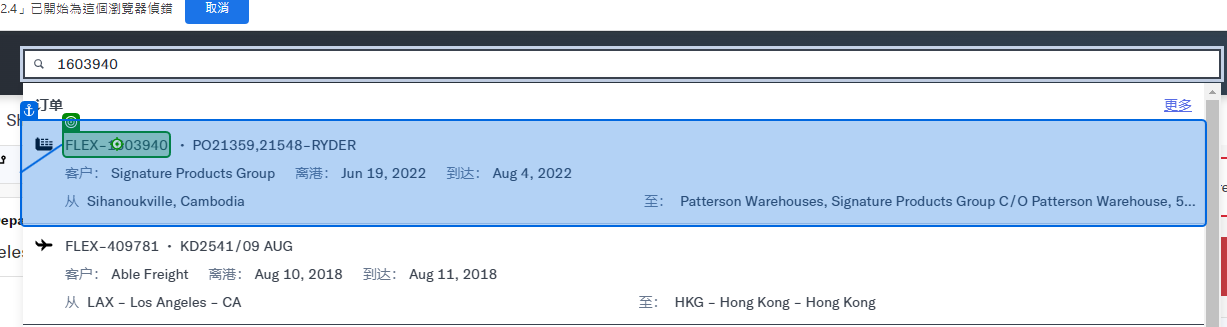 2.4」已開始為這個瀏覽器偵錯 取消
1603940
订单 更多
Sh
FLEX-1603940 • PO21359,21548-RYDER
客户： Signature Products Group 离港： Jun 19, 2022 到达： Aug 4, 2022
从 Sihanoukville, Cambodia 至： Patterson Warehouses, Signature Products Group C/O Patterson Warehouse, 5...
Depa
FLEX-409781 • KD2541/09 AUG
eles
客户： Able Freight 离港： Aug 10, 2018 到达： Aug 11, 2018
从 LAX - Los Angeles - CA 至： HKG - Hong Kong - Hong Kong